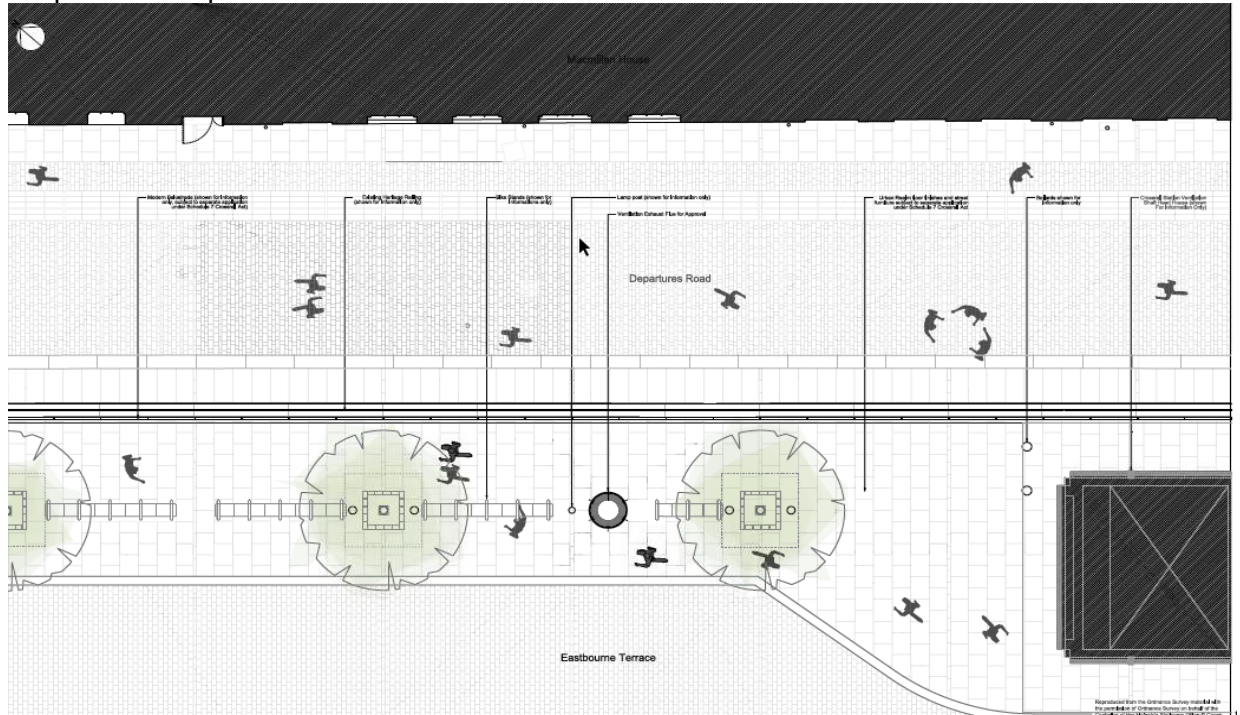 Macmillan House
Modern Balustrade (shown for Information
only, subject to separate application
under Schedule 7 Crossrail Act)
Existing Heritage Railing
(shown for Information only)
Bike Stands (shown for
Informations only)
Lamp post (shown for Information only)
Ventilation Exhaust Flue for Approval
Urban Realm floor finishes and street
furniture subject to separate application
under Schedule 7 Crossrail Act
Bollards shown for
Information only
Crossrail Station Ventilation
Shaft Head House (shown
For Information Only)
Departures Road
Eastbourne Terrace
Reproduced from the Ordnance Survey material with
the permission of Ordnance Survey on behalf of the